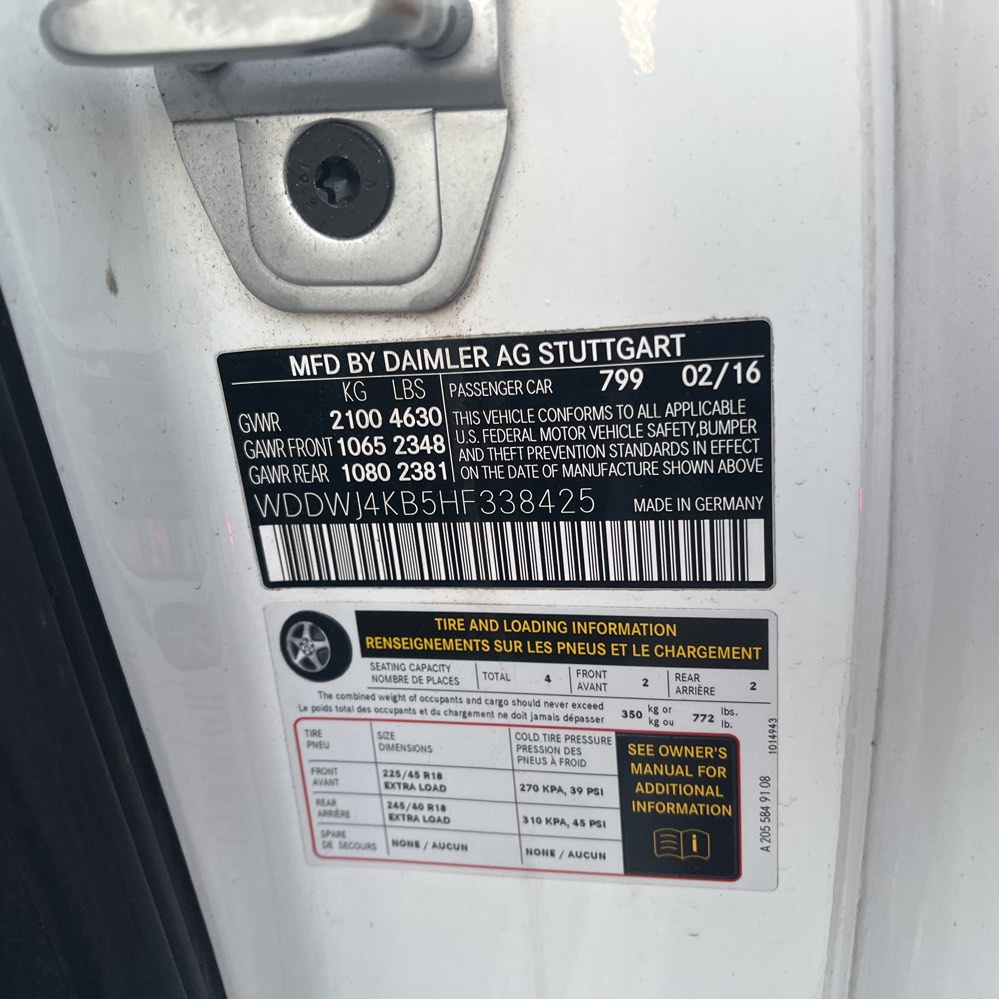 MFD BY DAIMLER AG STUTTGART
KG LBS PASSENGER CAR 799 02/16
GVWR 2100 4630
GAWR FRONT 1065 2348
GAWR REAR 1080 2381
THIS VEHICLE CONFORMS TO ALL APPLICABLE
U.S. FEDERAL MOTOR VEHICLE SAFETY,BUMPER
AND THEFT PREVENTION STANDARDS IN EFFECT
ON THE DATE OF MANUFACTURE SHOWN ABOVE
WDDWJ4KB5HF338425 MADE IN GERMANY
TIRE AND LOADING INFORMATION
RENSEIGNEMENTS SUR LES PNEUS ET LE CHARGEMENT
SEATING CAPACITY
NOMBRE DE PLACES
TOTAL 4
FRONT
AVANT
2
REAR
ARRIÈRE
2
The combined weight of occupants and cargo should never exceed
Le poids total des occupants et du chargement ne doit jamais dépasser
350 kg or
kg ou
772 lbs.
lb.
TIRE
PNEU
SIZE
DIMENSIONS
COLD TIRE PRESSURE
PRESSION DES
PNEUS À FROID
FRONT
AVANT
225/45 R18
EXTRA LOAD
270 KPA, 39 PSI
REAR
ARRIÈRE
245/40 R18
EXTRA LOAD
310 KPA, 45 PSI
SPARE
DE SECOURS
NONE / AUCUN
NONE / AUCUN
SEE OWNER'S
MANUAL FOR
ADDITIONAL
INFORMATION
i
1014943
A 205 584 91 08